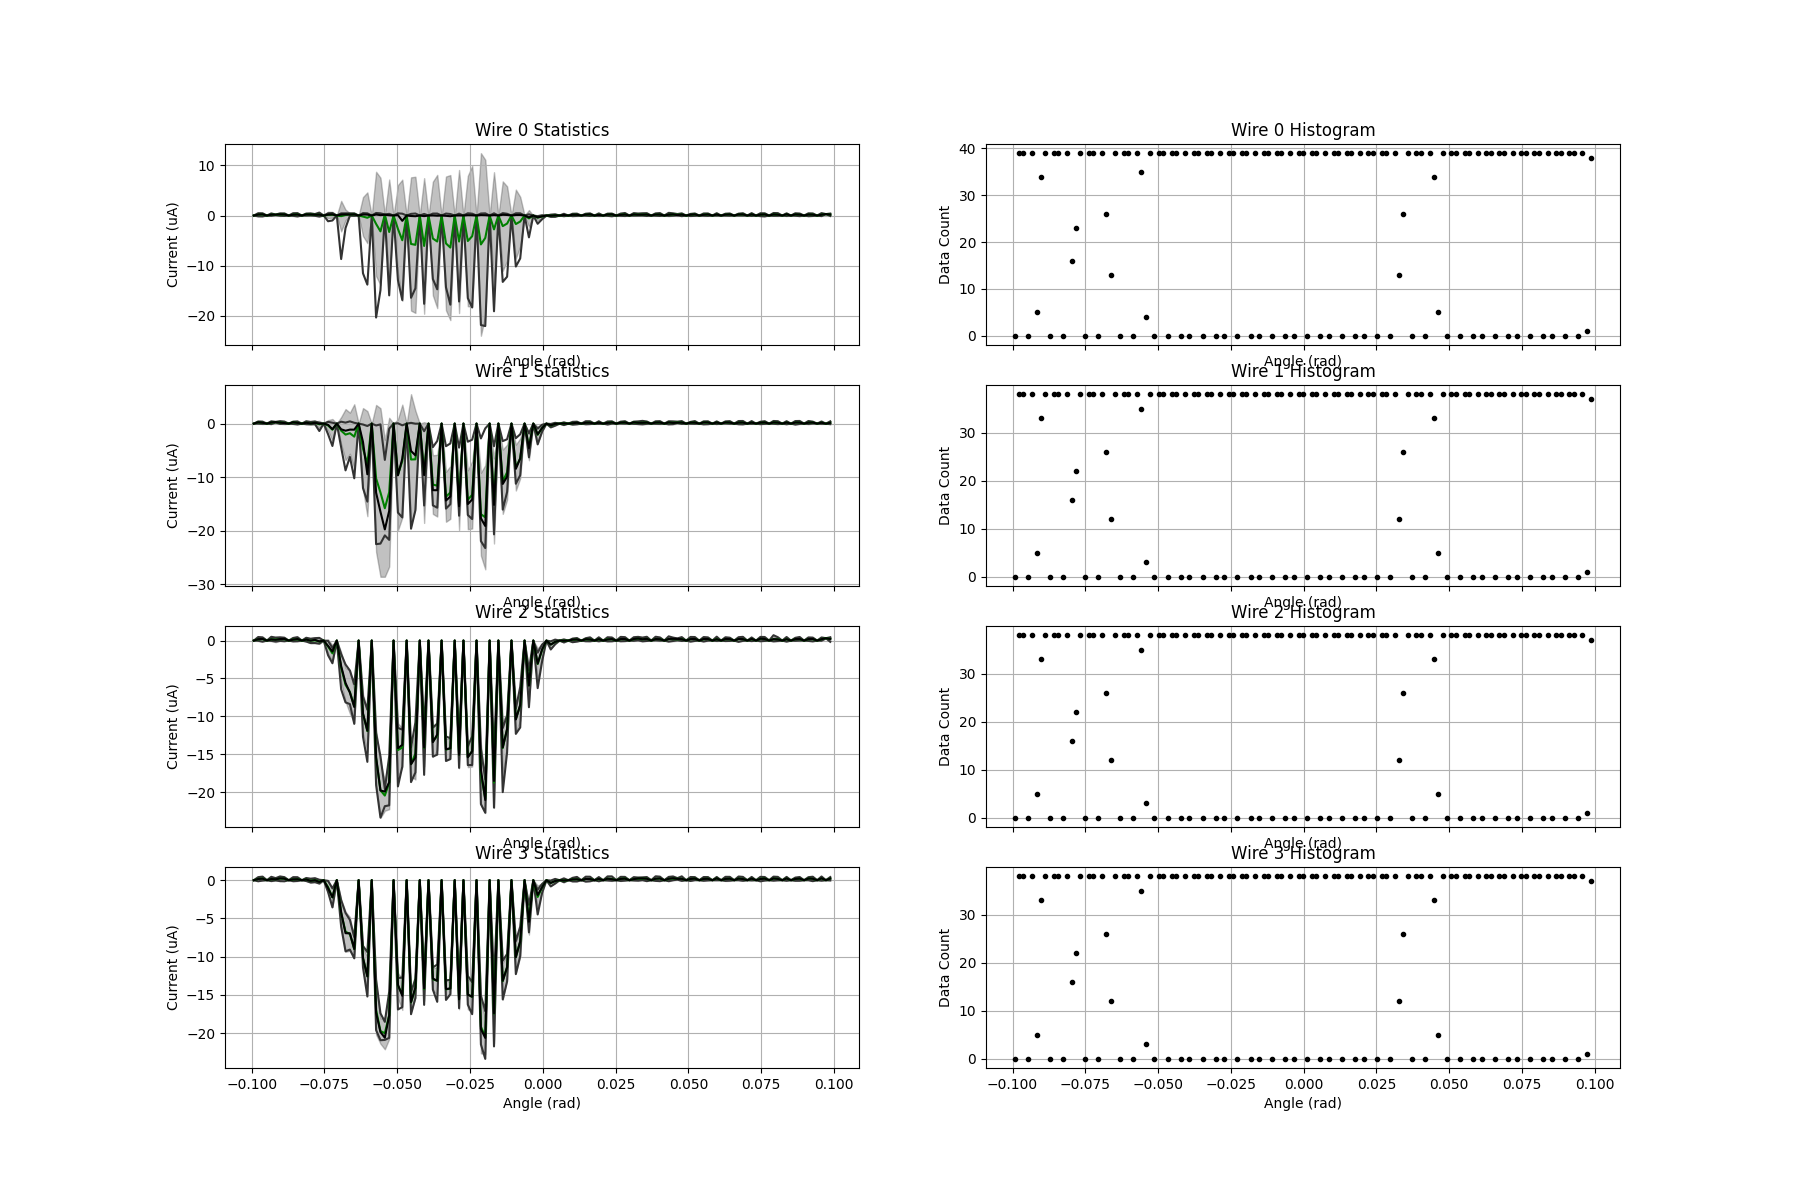 Wire 0 Statistics
Current (uA)
10
0
−10
−20
Angle (rad)
Wire 0 Histogram
Data Count
40
30
20
10
0
Angle (rad)
Wire 1 Statistics
Current (uA)
0
−10
−20
−30
Angle (rad)
Wire 1 Histogram
Data Count
30
20
10
0
Angle (rad)
Wire 2 Statistics
Current (uA)
0
−5
−10
−15
−20
Angle (rad)
Wire 2 Histogram
Data Count
30
20
10
0
Angle (rad)
Wire 3 Statistics
Current (uA)
0
−5
−10
−15
−20
−0.100 −0.075 −0.050 −0.025 0.000 0.025 0.050 0.075 0.100
Angle (rad)
Wire 3 Histogram
Data Count
30
20
10
0
−0.100 −0.075 −0.050 −0.025 0.000 0.025 0.050 0.075 0.100
Angle (rad)